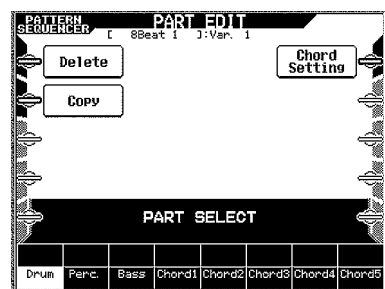 PATTERN SEQUENCER
PART EDIT
[ 8Beat 1 ]:Var. 1
Delete
Chord Setting
Copy
PART SELECT
Drum Perc. Bass Chord1 Chord2 Chord3 Chord4 Chord5